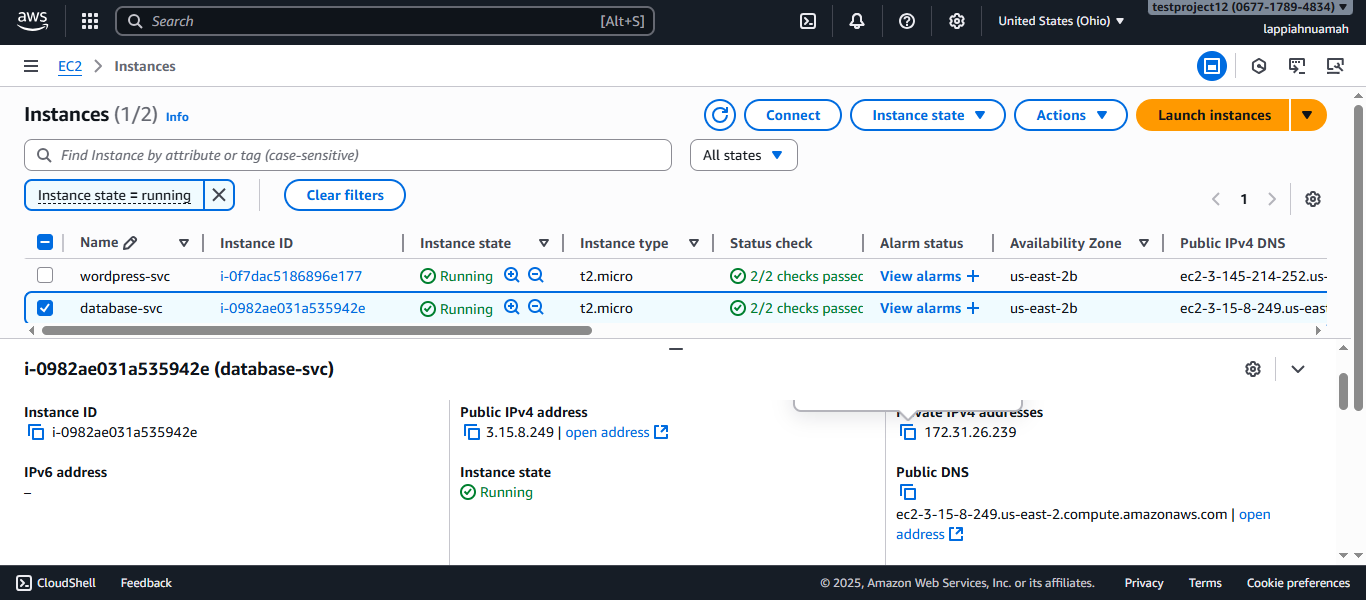 aws
Search [Alt+S]
United States (Ohio)
testproject12 (0677-1789-4834)
lappiahnuamah
EC2 Instances
Instances (1/2) Info
Connect
Instance state
Actions
Launch instances
Find Instance by attribute or tag (case-sensitive)
All states
Instance state = running
Clear filters
1
Name Instance ID Instance state Instance type Status check Alarm status Availability Zone Public IPv4 DNS
wordpress-svc i-0f7dac5186896e177 Running t2.micro 2/2 checks passec View alarms + us-east-2b ec2-3-145-214-252.us-
database-svc i-0982ae031a535942e Running t2.micro 2/2 checks passec View alarms + us-east-2b ec2-3-15-8-249.us-east
i-0982ae031a535942e (database-svc)
Instance ID
i-0982ae031a535942e
IPv6 address
–
Public IPv4 address
3.15.8.249 | open address
Instance state
Running
Private IPv4 addresses
172.31.26.239
Public DNS
ec2-3-15-8-249.us-east-2.compute.amazonaws.com | open
address
CloudShell Feedback © 2025, Amazon Web Services, Inc. or its affiliates. Privacy Terms Cookie preferences